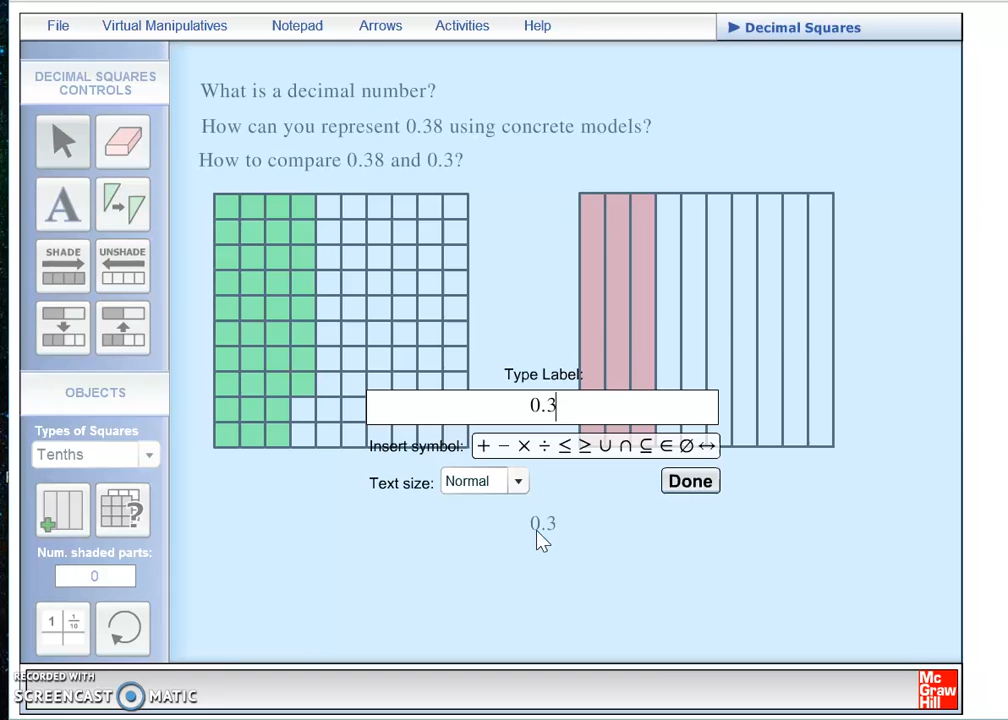 File Virtual Manipulatives Notepad Arrows Activities Help ▶ Decimal Squares
DECIMAL SQUARES
CONTROLS
What is a decimal number?
How can you represent 0.38 using concrete models?
How to compare 0.38 and 0.3?
A
SHADE UNSHADE
OBJECTS
Types of Squares
Tenths
?
Num. shaded parts:
0
1 1/10
Type Label:
0.3
Insert symbol: + − × ÷ ≤ ≥ ∪ ∩ ⊆ ∈ ∅ ↔
Text size: Normal Done
0.3
RECORDED WITH
SCREENCAST MATIC
Mc
Graw
Hill